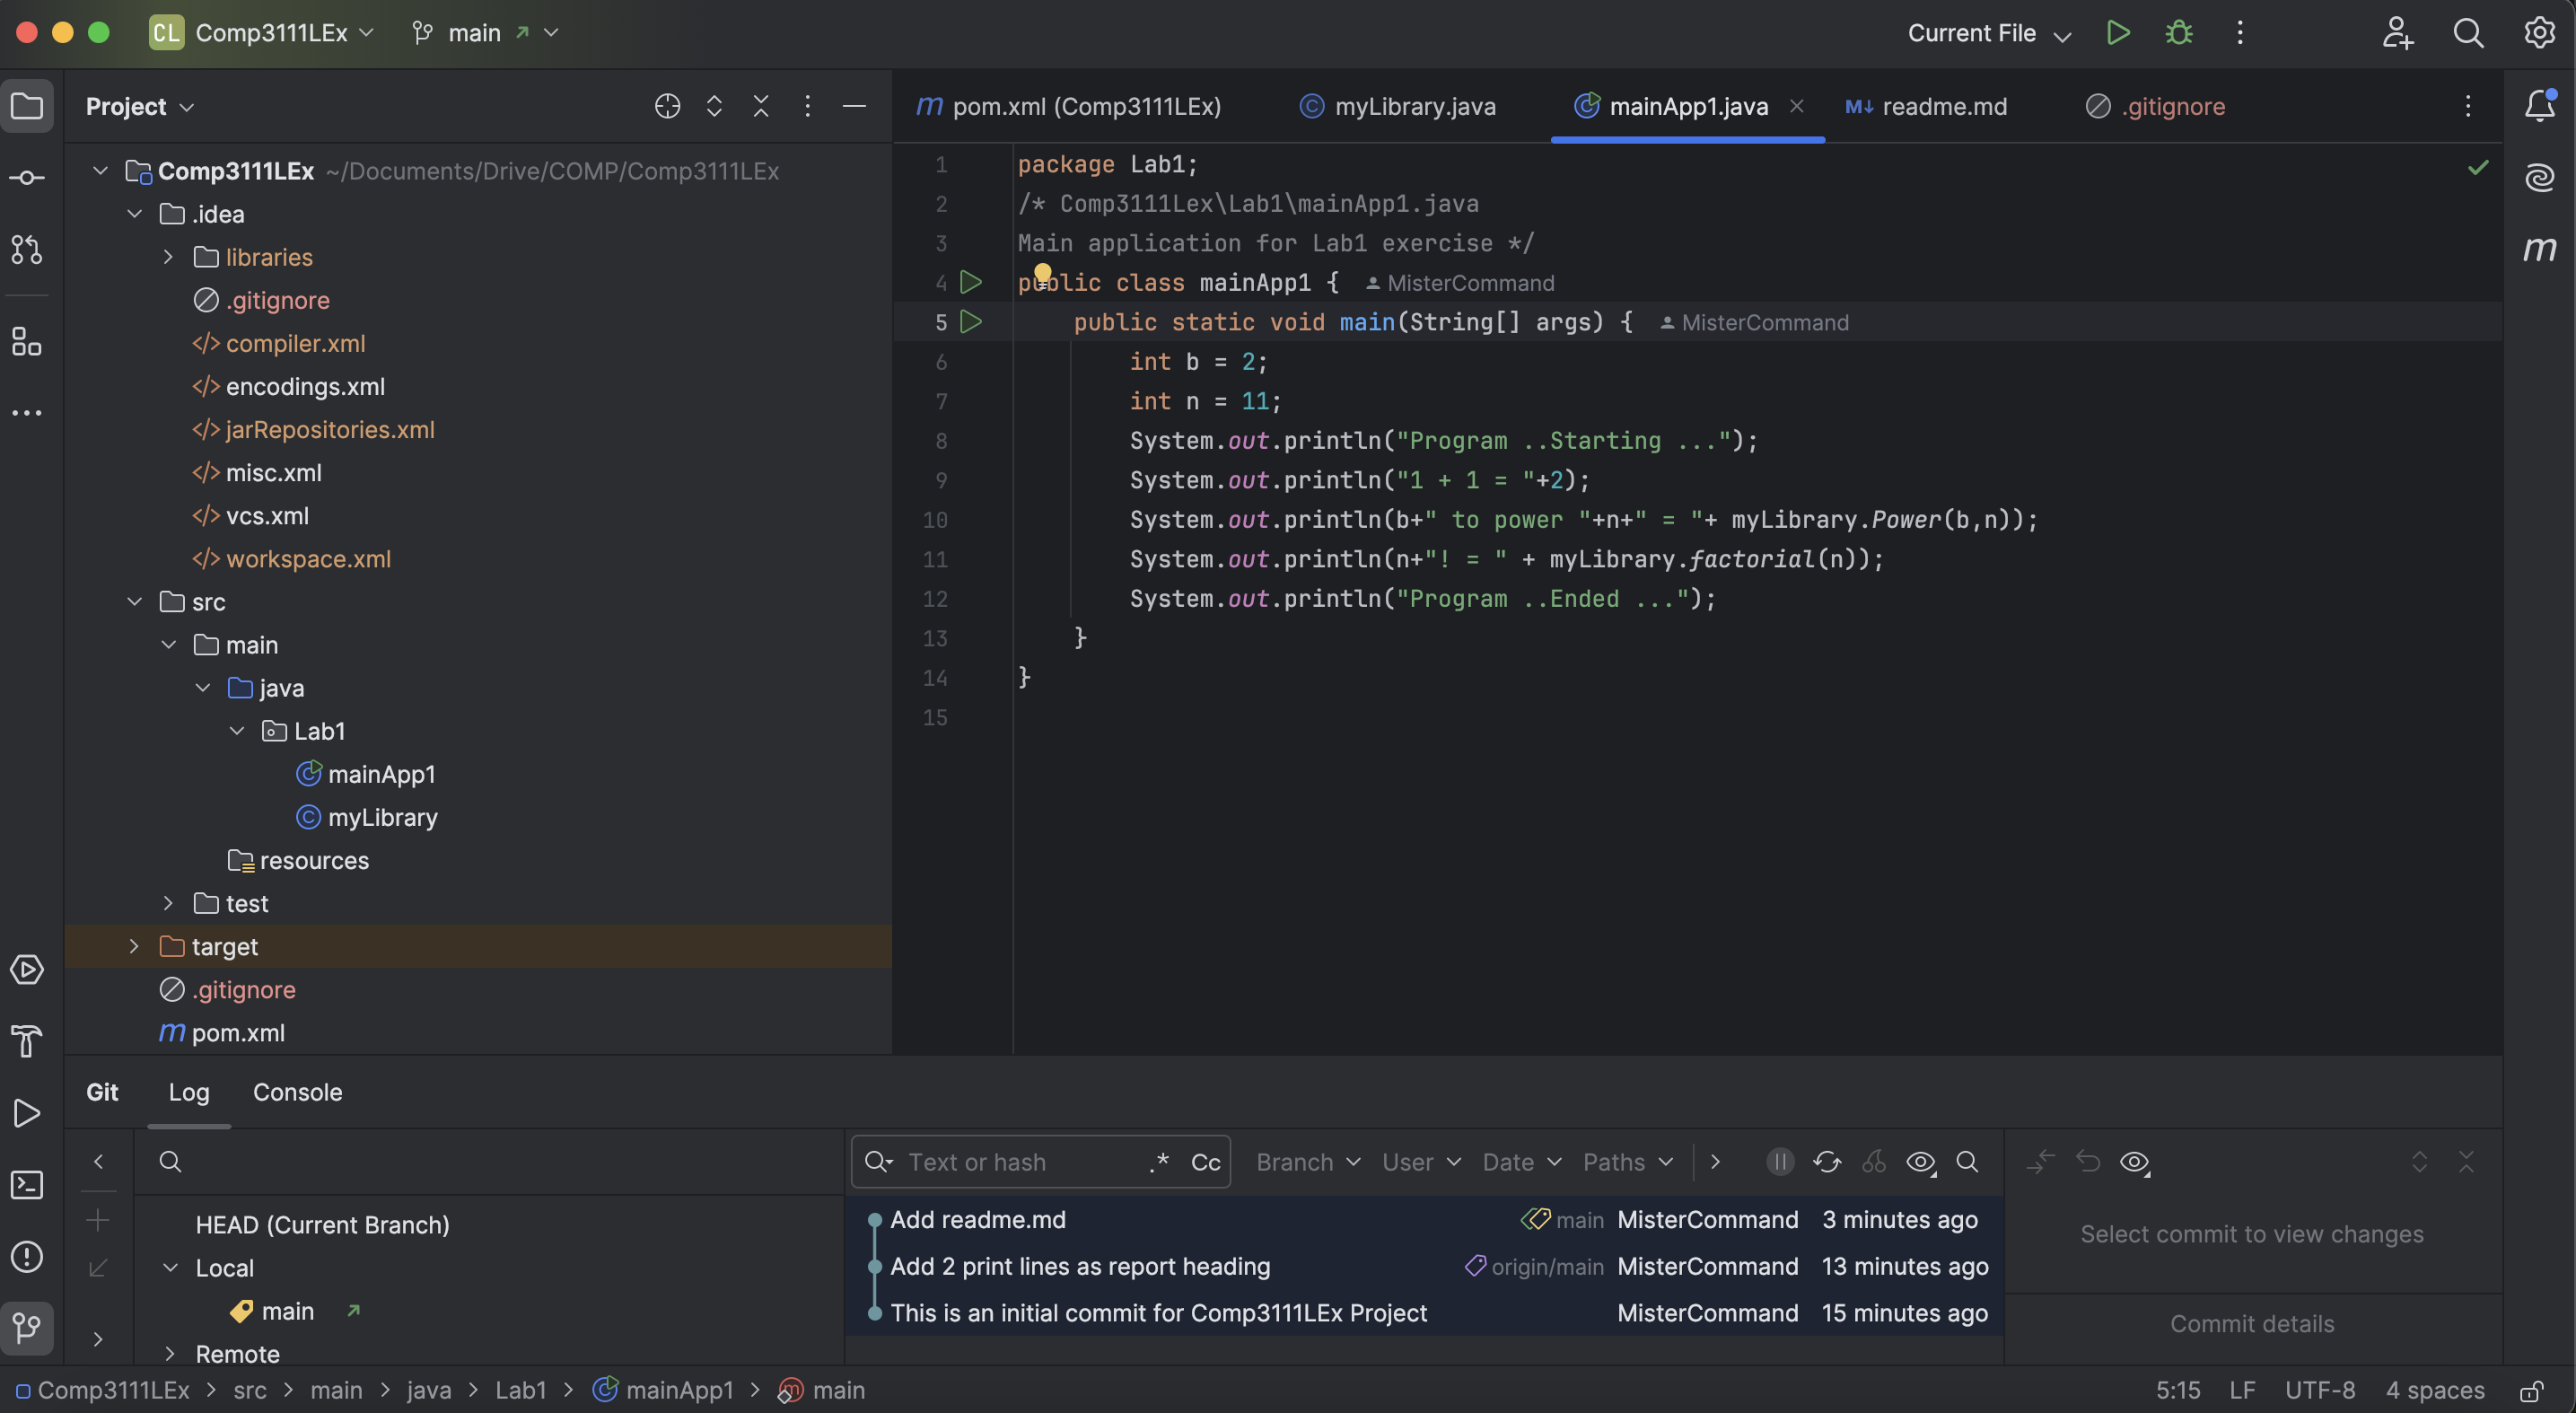 CL Comp3111LEx main Current File
Project
pom.xml (Comp3111LEx) myLibrary.java mainApp1.java M↓ readme.md .gitignore
Comp3111LEx ~/Documents/Drive/COMP/Comp3111LEx
.idea
libraries
.gitignore
</> compiler.xml
</> encodings.xml
</> jarRepositories.xml
</> misc.xml
</> vcs.xml
</> workspace.xml
src
main
java
Lab1
mainApp1
myLibrary
resources
test
target
.gitignore
m pom.xml
1 package Lab1;
2 /* Comp3111Lex\Lab1\mainApp1.java
3 Main application for Lab1 exercise */
4 public class mainApp1 { MisterCommand
5 public static void main(String[] args) { MisterCommand
6 int b = 2;
7 int n = 11;
8 System.out.println("Program ..Starting ...");
9 System.out.println("1 + 1 = "+2);
10 System.out.println(b+" to power "+n+" = "+ myLibrary.Power(b,n));
11 System.out.println(n+"! = " + myLibrary.factorial(n));
12 System.out.println("Program ..Ended ...");
13 }
14 }
15
Git Log Console
HEAD (Current Branch)
Local
main
Remote
Text or hash .* Cc Branch User Date Paths
Add readme.md main MisterCommand 3 minutes ago
Add 2 print lines as report heading origin/main MisterCommand 13 minutes ago
This is an initial commit for Comp3111LEx Project MisterCommand 15 minutes ago
Select commit to view changes
Commit details
Comp3111LEx > src > main > java > Lab1 > mainApp1 > main 5:15 LF UTF-8 4 spaces